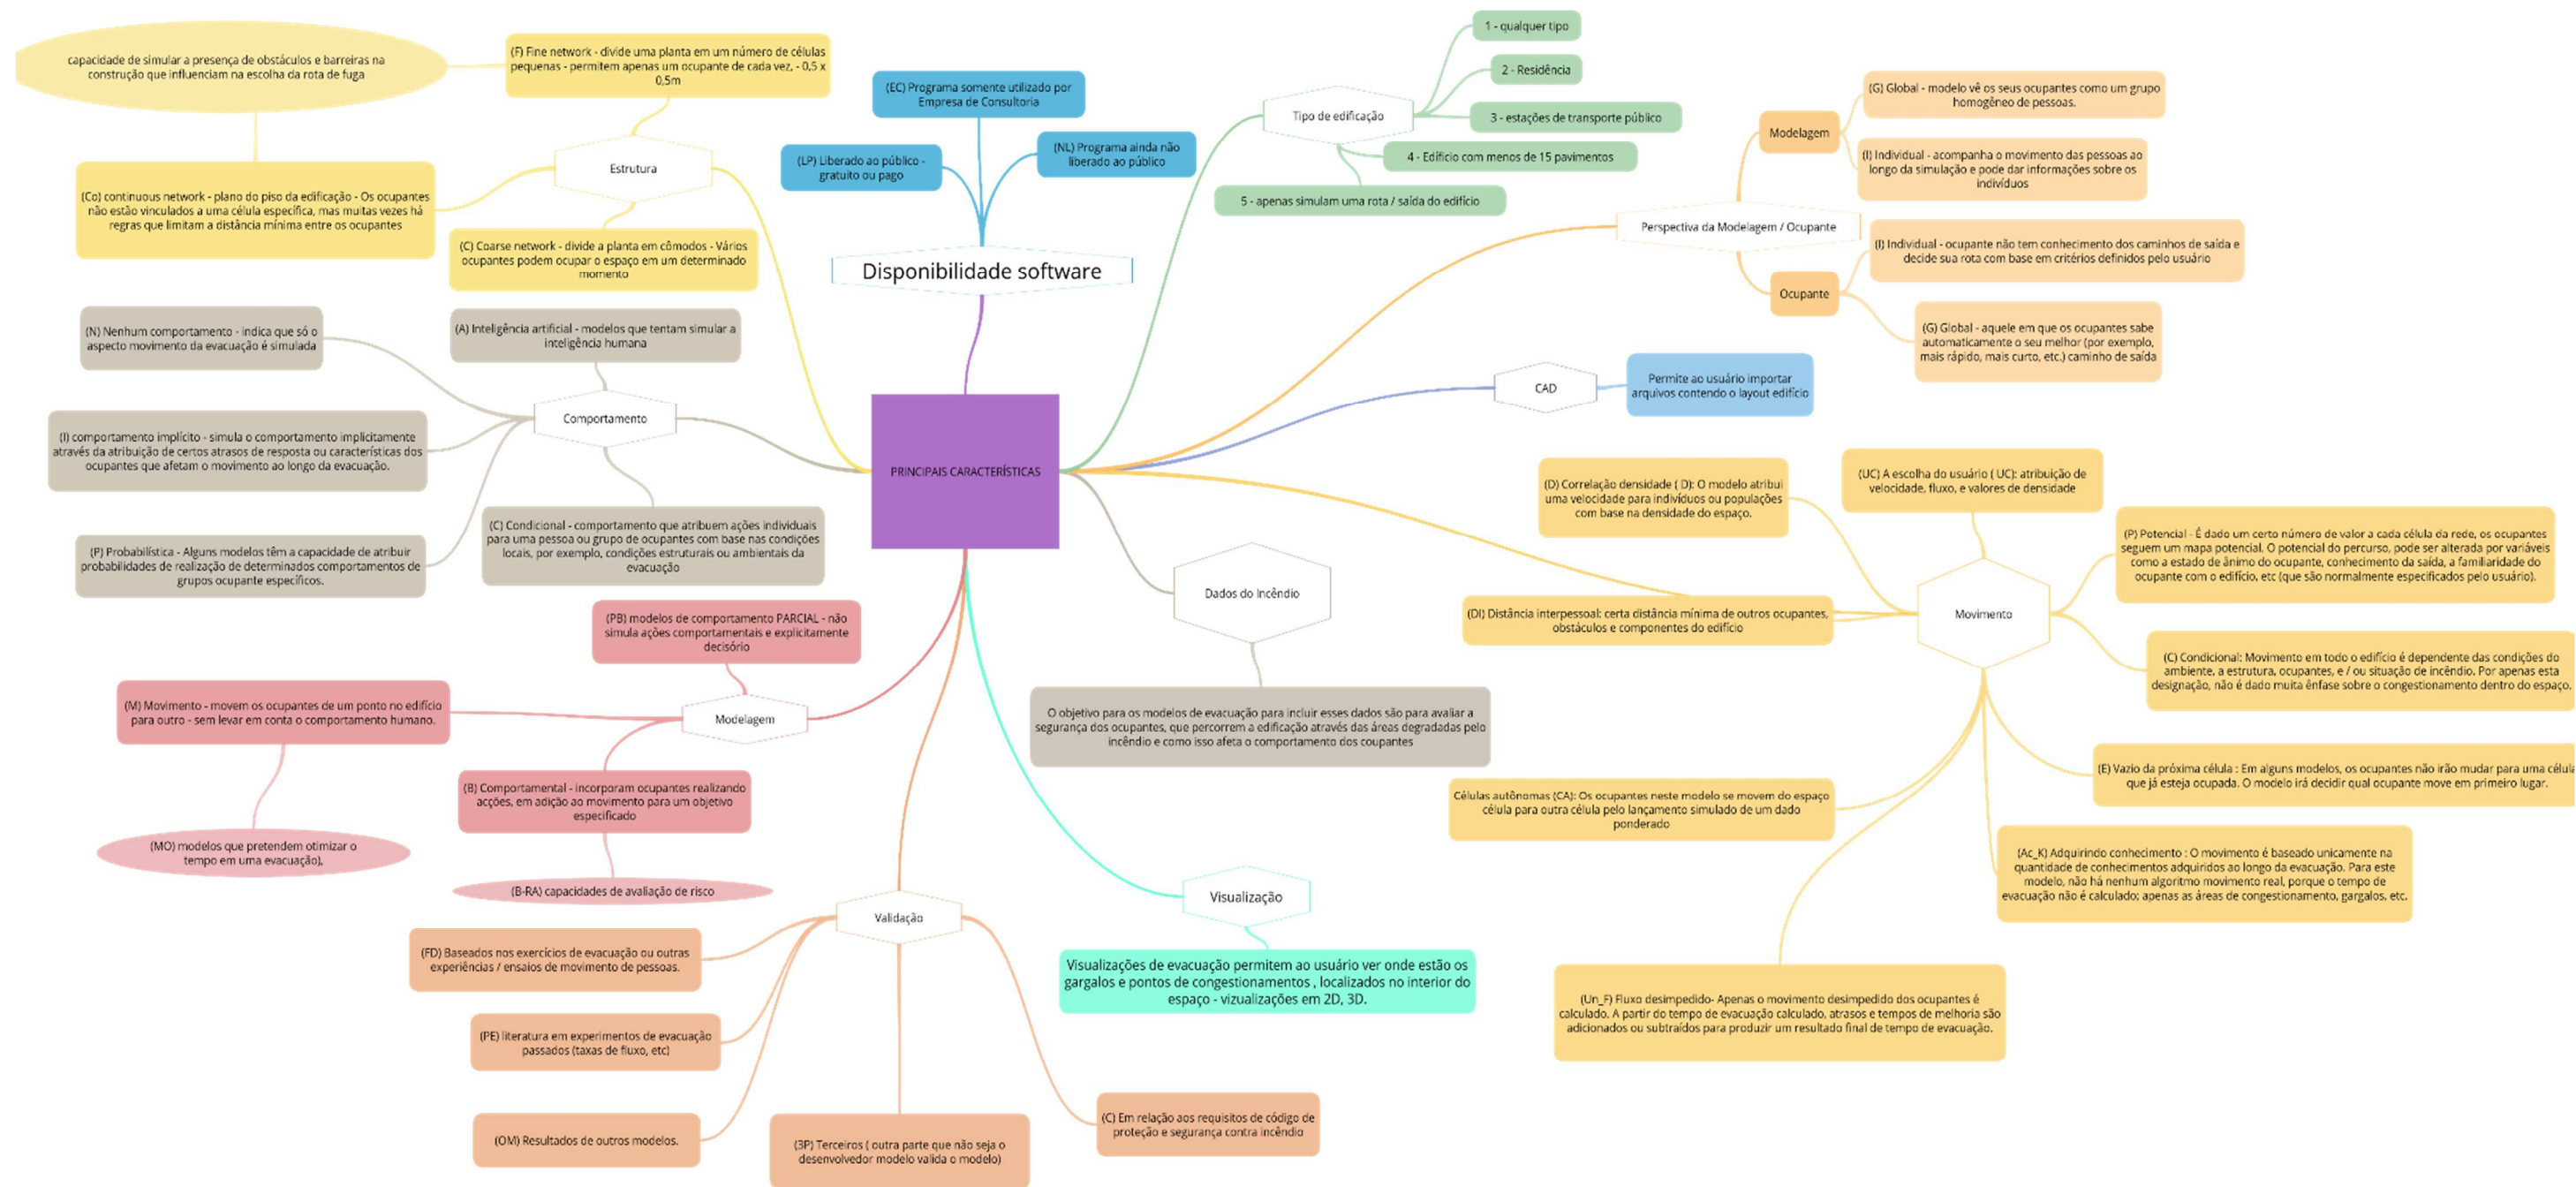 capacidade de simular a presença de obstáculos e barreiras na
construção que influenciam na escolha da rota de fuga
(F) Fine network - divide uma planta em um número de células
pequenas - permitem apenas um ocupante de cada vez, - 0,5 x
0,5m
Estrutura
(Co) continuous network - plano do piso da edificação - Os ocupantes
não estão vinculados a uma célula específica, mas muitas vezes há
regras que limitam a distância mínima entre os ocupantes
(C) Coarse network - divide a planta em cômodos - Vários
ocupantes podem ocupar o espaço em um determinado
momento
(EC) Programa somente utilizado por
Empresa de Consultoria
(LP) Liberado ao público -
gratuito ou pago
(NL) Programa ainda não
liberado ao público
Disponibilidade software
Tipo de edificação
1 - qualquer tipo
2 - Residência
3 - estações de transporte público
4 - Edíficio com menos de 15 pavimentos
5 - apenas simulam uma rota / saída do edifício
Perspectiva da Modelagem / Ocupante
Modelagem
(G) Global - modelo vê os seus ocupantes como um grupo
homogêneo de pessoas.
(I) Individual - acompanha o movimento das pessoas ao
longo da simulação e pode dar informações sobre os
indivíduos
Ocupante
(I) Individual - ocupante não tem conhecimento dos caminhos de saída e
decide sua rota com base em critérios definidos pelo usuário
(G) Global - aquele em que os ocupantes sabe
automaticamente o seu melhor (por exemplo,
mais rápido, mais curto, etc.) caminho de saída
CAD
Permite ao usuário importar
arquivos contendo o layout edifício
(N) Nenhum comportamento - indica que só o
aspecto movimento da evacuação é simulada
(A) Inteligência artificial - modelos que tentam simular a
inteligência humana
Comportamento
(I) comportamento implícito - simula o comportamento implicitamente
através da atribuição de certos atrasos de resposta ou características dos
ocupantes que afetam o movimento ao longo da evacuação.
(P) Probabilística - Alguns modelos têm a capacidade de atribuir
probabilidades de realização de determinados comportamentos de
grupos ocupante específicos.
(C) Condicional - comportamento que atribuem ações individuais
para uma pessoa ou grupo de ocupantes com base nas condições
locais, por exemplo, condições estruturais ou ambientais da
evacuação
PRINCIPAIS CARACTERÍSTICAS
Dados do Incêndio
O objetivo para os modelos de evacuação para incluir esses dados são para avaliar a
segurança dos ocupantes, que percorrem a edificação através das áreas degradadas pelo
incêndio e como isso afeta o comportamento dos coupantes
Movimento
(D) Correlação densidade ( D): O modelo atribui
uma velocidade para indivíduos ou populações
com base na densidade do espaço.
(UC) A escolha do usuário ( UC): atribuição de
velocidade, fluxo, e valores de densidade
(P) Potencial - É dado um certo número de valor a cada célula da rede, os ocupantes
seguem um mapa potencial. O potencial do percurso, pode ser alterada por variáveis
como a estado de ânimo do ocupante, conhecimento da saída, a familiaridade do
ocupante com o edifício, etc (que são normalmente especificados pelo usuário).
(DI) Distância interpessoal: certa distância mínima de outros ocupantes,
obstáculos e componentes do edifício
(C) Condicional: Movimento em todo o edifício é dependente das condições do
ambiente, a estrutura, ocupantes, e / ou situação de incêndio. Por apenas esta
designação, não é dado muita ênfase sobre o congestionamento dentro do espaço.
(E) Vazio da próxima célula : Em alguns modelos, os ocupantes não irão mudar para uma célula
que já esteja ocupada. O modelo irá decidir qual ocupante move em primeiro lugar.
Células autônomas (CA): Os ocupantes neste modelo se movem do espaço
célula para outra célula pelo lançamento simulado de um dado
ponderado
(Ac_K) Adquirindo conhecimento : O movimento é baseado unicamente na
quantidade de conhecimentos adquiridos ao longo da evacuação. Para este
modelo, não há nenhum algoritmo movimento real, porque o tempo de
evacuação não é calculado; apenas as áreas de congestionamento, gargalos, etc.
(Un_F) Fluxo desimpedido- Apenas o movimento desimpedido dos ocupantes é
calculado. A partir do tempo de evacuação calculado, atrasos e tempos de melhoria são
adicionados ou subtraídos para produzir um resultado final de tempo de evacuação.
(PB) modelos de comportamento PARCIAL - não
simula ações comportamentais e explicitamente
decisório
Modelagem
(M) Movimento - movem os ocupantes de um ponto no edifício
para outro - sem levar em conta o comportamento humano.
(MO) modelos que pretendem otimizar o
tempo em uma evacuação),
(B) Comportamental - incorporam ocupantes realizando
acções, em adição ao movimento para um objetivo
especificado
(B-RA) capacidades de avaliação de risco
Validação
(FD) Baseados nos exercícios de evacuação ou outras
experiências / ensaios de movimento de pessoas.
(PE) literatura em experimentos de evacuação
passados (taxas de fluxo, etc)
(OM) Resultados de outros modelos.
(3P) Terceiros ( outra parte que não seja o
desenvolvedor modelo valida o modelo)
(C) Em relação aos requisitos de código de
proteção e segurança contra incêndio
Visualização
Visualizações de evacuação permitem ao usuário ver onde estão os
gargalos e pontos de congestionamentos , localizados no interior do
espaço - vizualizações em 2D, 3D.